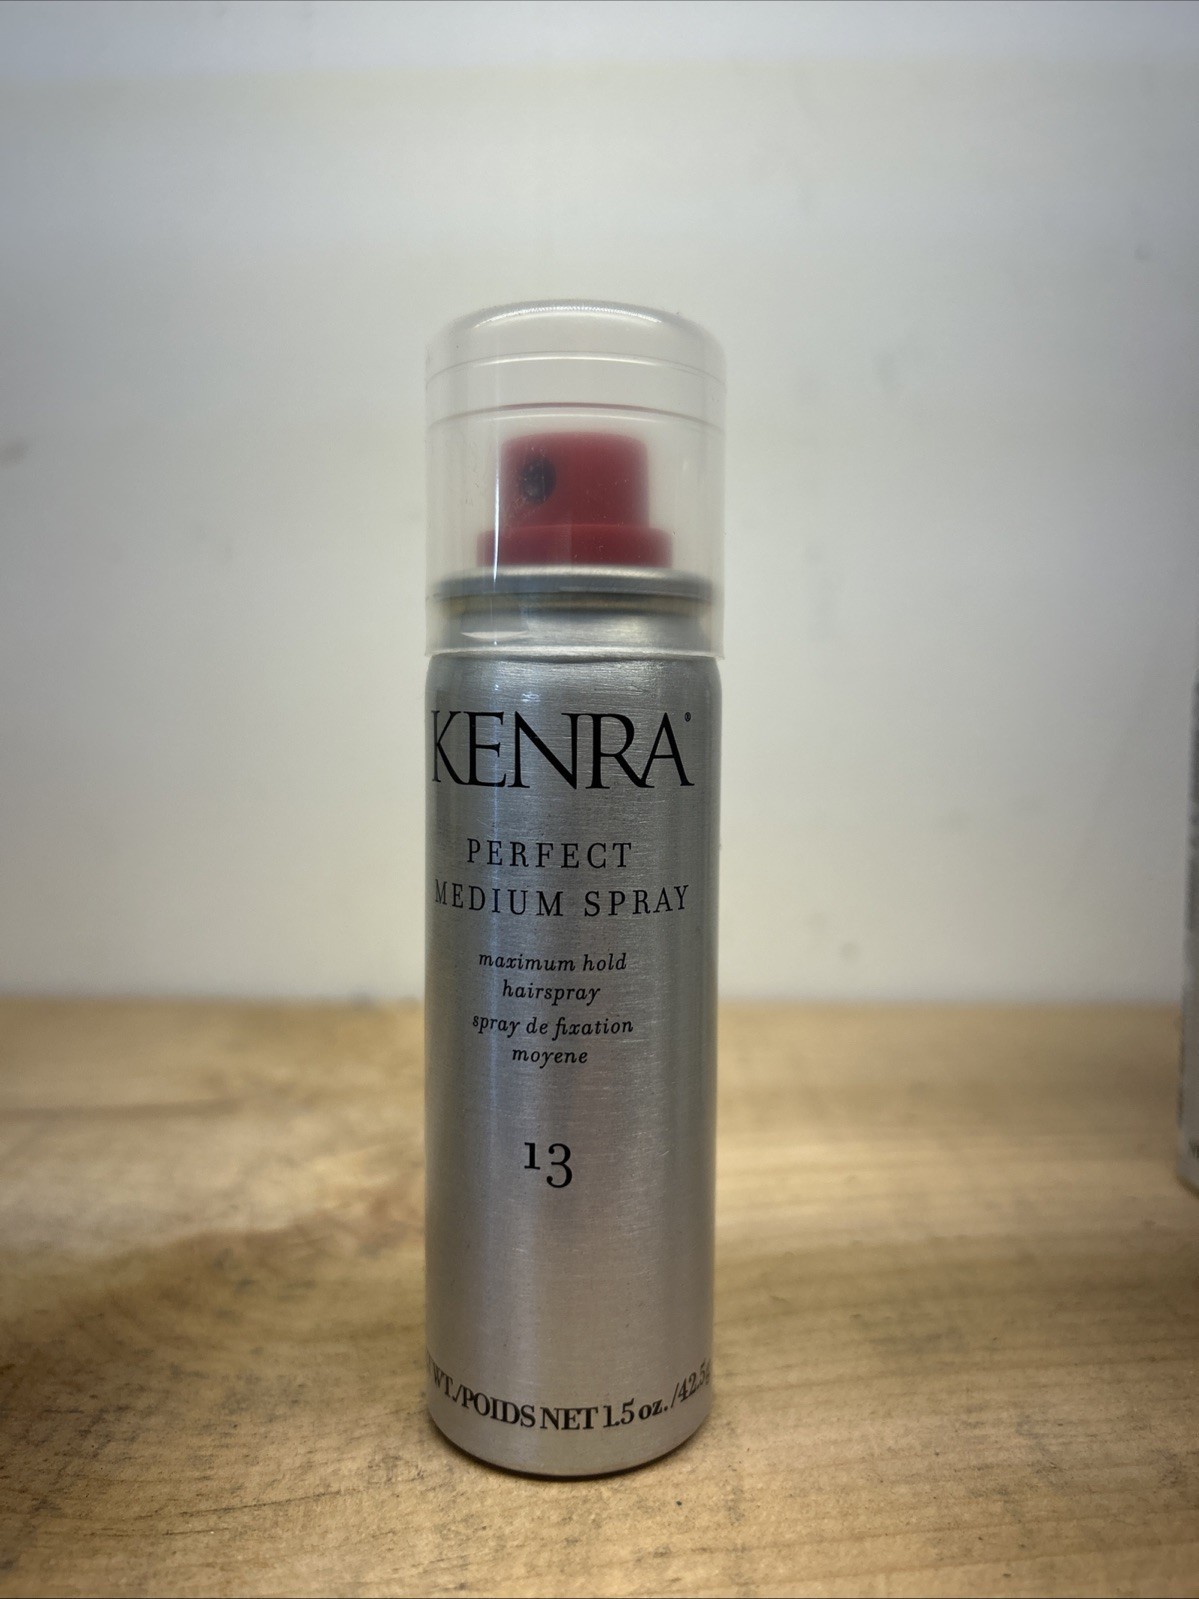 KENRA®
PERFECT
MEDIUM SPRAY
maximum hold
hairspray
spray de fixation
moyene
13
WT./POIDS NET 1.5 oz. /42.5g